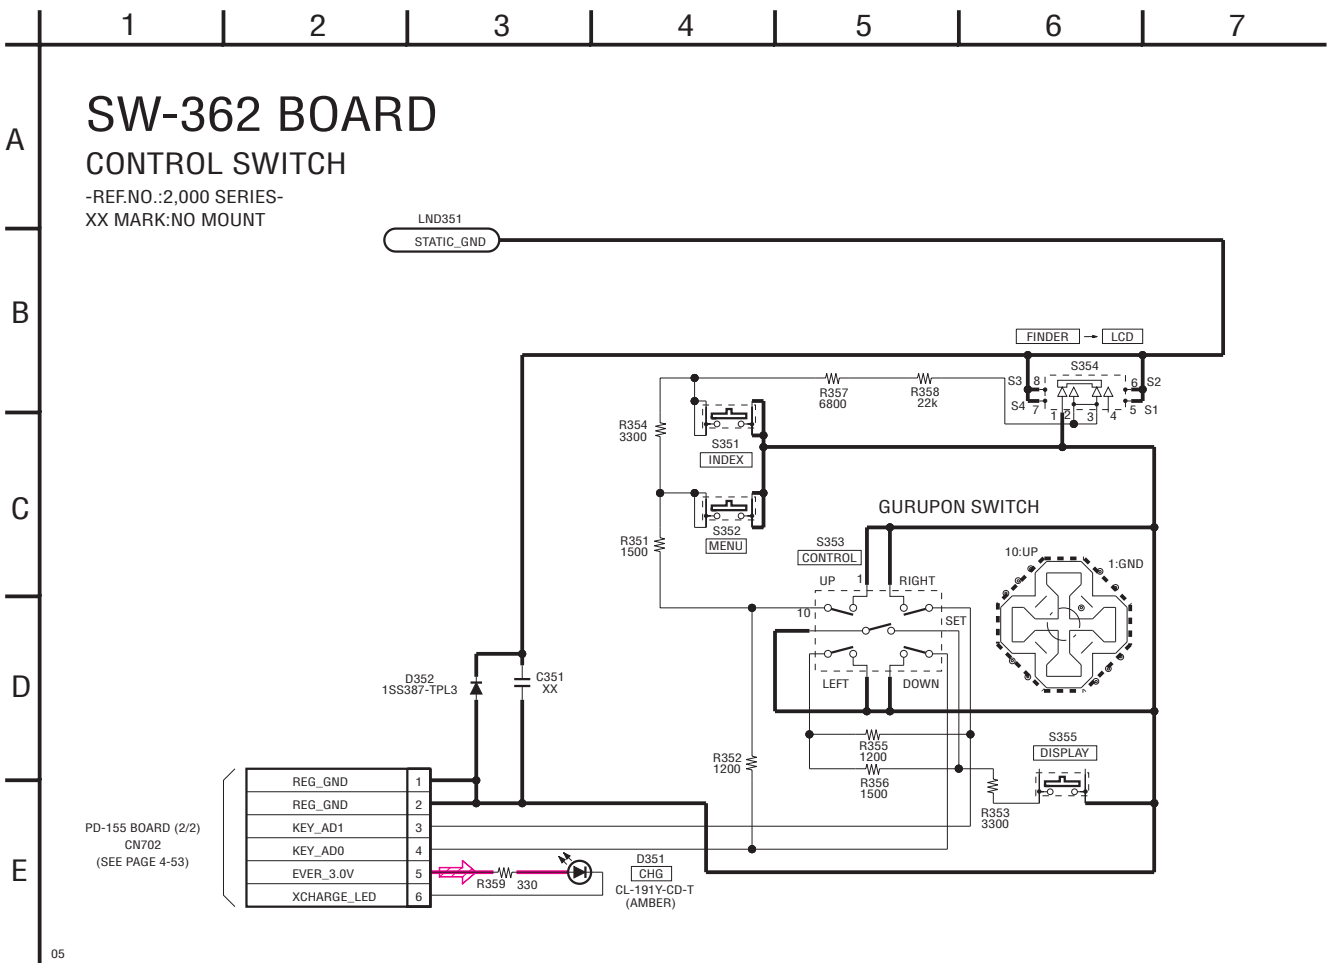 1 2 3 4 5 6 7
A
SW-362 BOARD
CONTROL SWITCH
-REF.NO.:2,000 SERIES-
XX MARK:NO MOUNT
LND351
STATIC_GND
B
FINDER LCD
S354
S3 8 6 S2
S4 7 1 2 3 4 5 S1
R357
6800
R358
22k
R354
3300
S351
INDEX
C
S352
MENU
R351
1500
GURUPON SWITCH
S353
CONTROL
UP 1 RIGHT
10
SET
LEFT DOWN
10:UP
1:GND
D
D352
1SS387-TPL3
C351
XX
R352
1200
R355
1200
R356
1500
S355
DISPLAY
R353
3300
E
PD-155 BOARD (2/2)
CN702
(SEE PAGE 4-53)
REG_GND 1
REG_GND 2
KEY_AD1 3
KEY_AD0 4
EVER_3.0V 5
XCHARGE_LED 6
R359 330
D351
CHG
CL-191Y-CD-T
(AMBER)
05